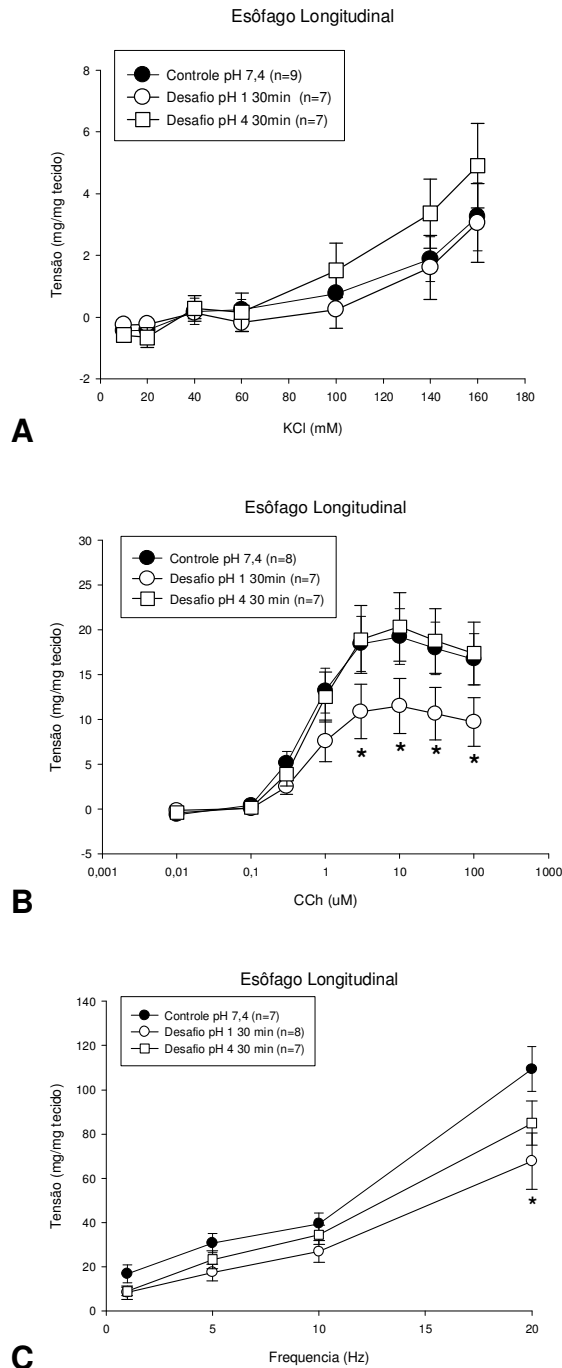 Esôfago Longitudinal
Controle pH 7,4 (n=9)
Desafio pH 1 30min (n=7)
Desafio pH 4 30min (n=7)
Tensão (mg/mg tecido)
8
6
4
2
0
-2
0 20 40 60 80 100 120 140 160 180
KCl (mM)
A
Esôfago Longitudinal
Controle pH 7,4 (n=8)
Desafio pH 1 30min (n=7)
Desafio pH 4 30 min (n=7)
Tensão (mg/mg tecido)
30
25
20
15
10
5
0
-5
* * * *
0,001 0,01 0,1 1 10 100 1000
CCh (uM)
B
Esôfago Longitudinal
Controle pH 7,4 (n=7)
Desafio pH 1 30 min (n=8)
Desafio pH 4 30 min (n=7)
Tensão (mg/mg tecido)
140
120
100
80
60
40
20
0
*
0 5 10 15 20
Frequencia (Hz)
C